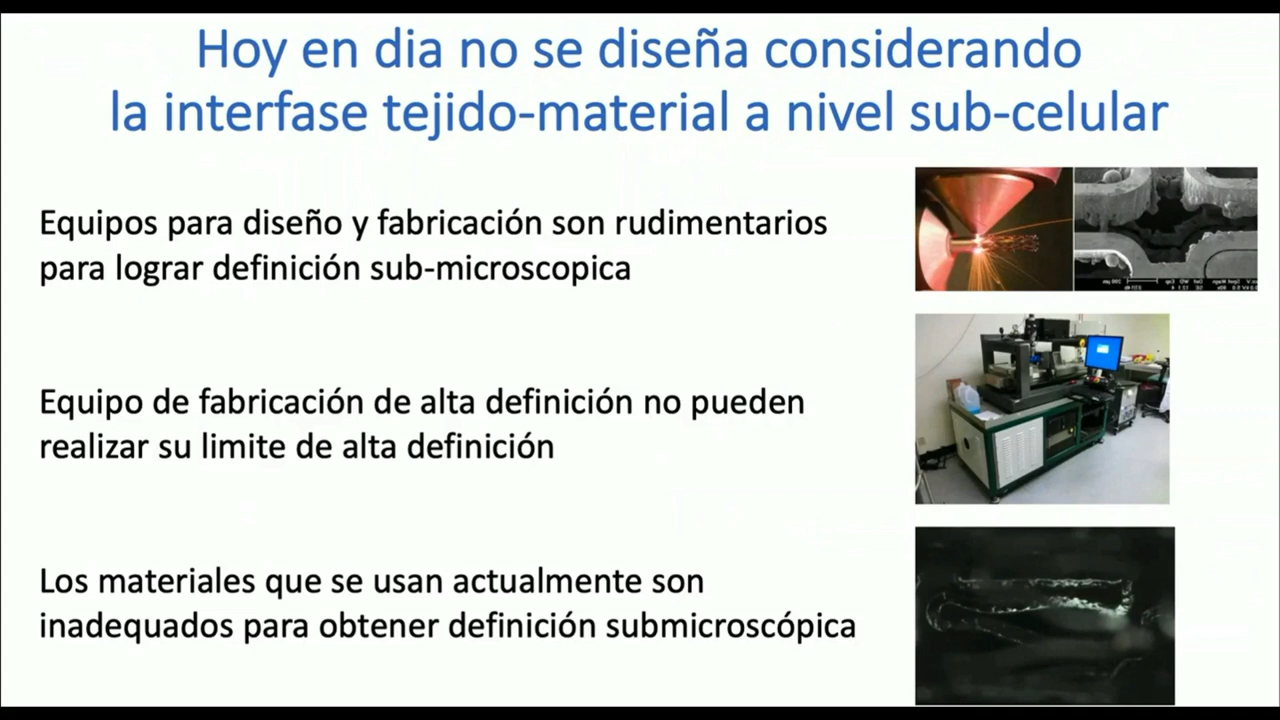 Hoy en dia no se diseña considerando
la interfase tejido-material a nivel sub-celular
Equipos para diseño y fabricación son rudimentarios
para lograr definición sub-microscopica
Equipo de fabricación de alta definición no pueden
realizar su limite de alta definición
Los materiales que se usan actualmente son
inadequados para obtener definición submicroscópica